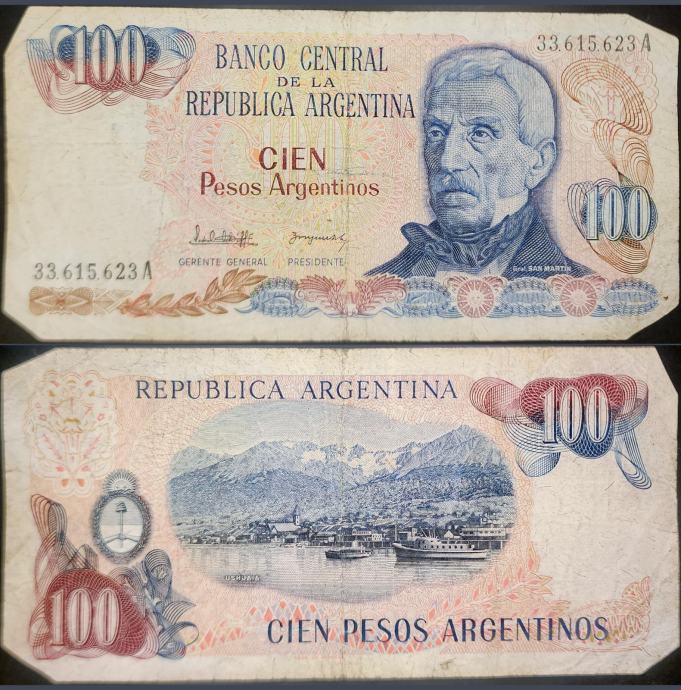 100
33.615.623 A
BANCO CENTRAL
DE LA
REPUBLICA ARGENTINA
CIEN
Pesos Argentinos
100
GERENTE GENERAL PRESIDENTE
33.615.623 A
Gral. SAN MARTIN
REPUBLICA ARGENTINA
100
USHUAIA
100
CIEN PESOS ARGENTINOS